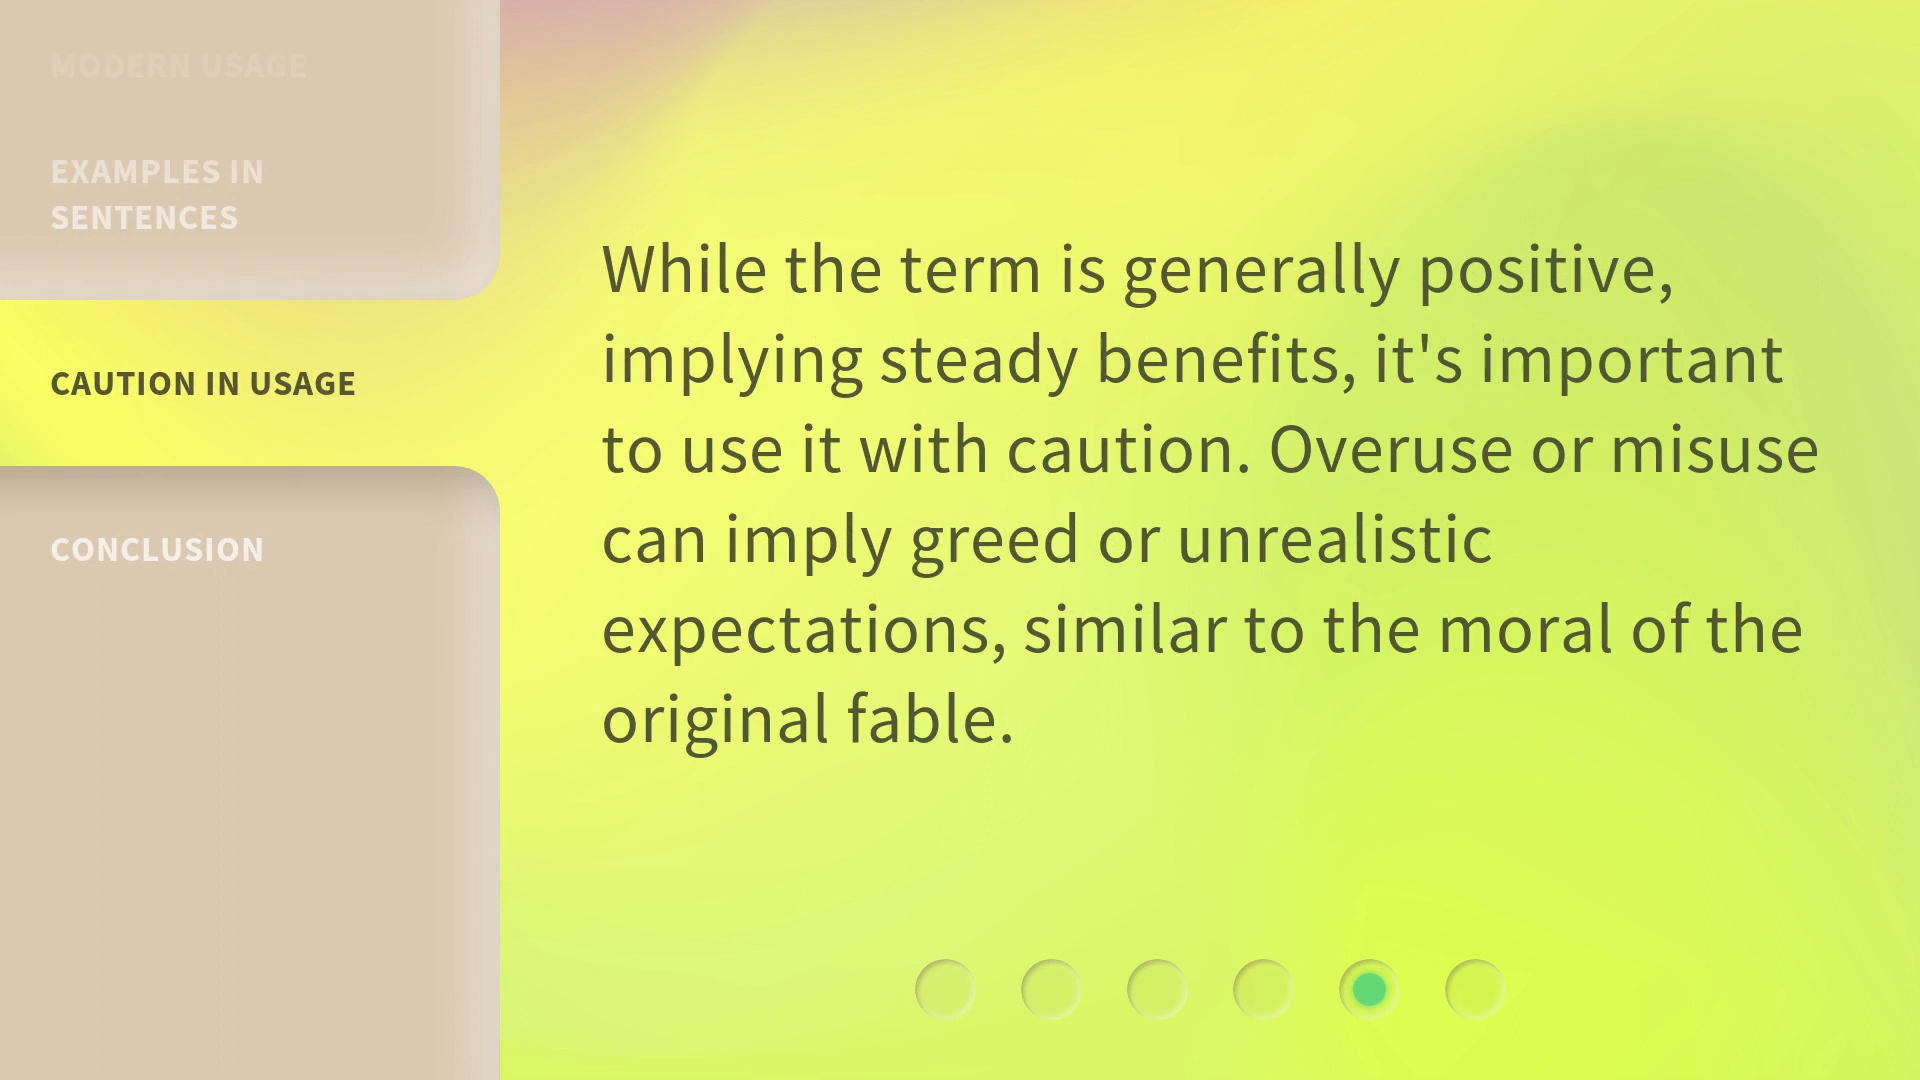 MODERN USAGE
EXAMPLES IN
SENTENCES
CAUTION IN USAGE
CONCLUSION
While the term is generally positive,
implying steady benefits, it's important
to use it with caution. Overuse or misuse
can imply greed or unrealistic
expectations, similar to the moral of the
original fable.